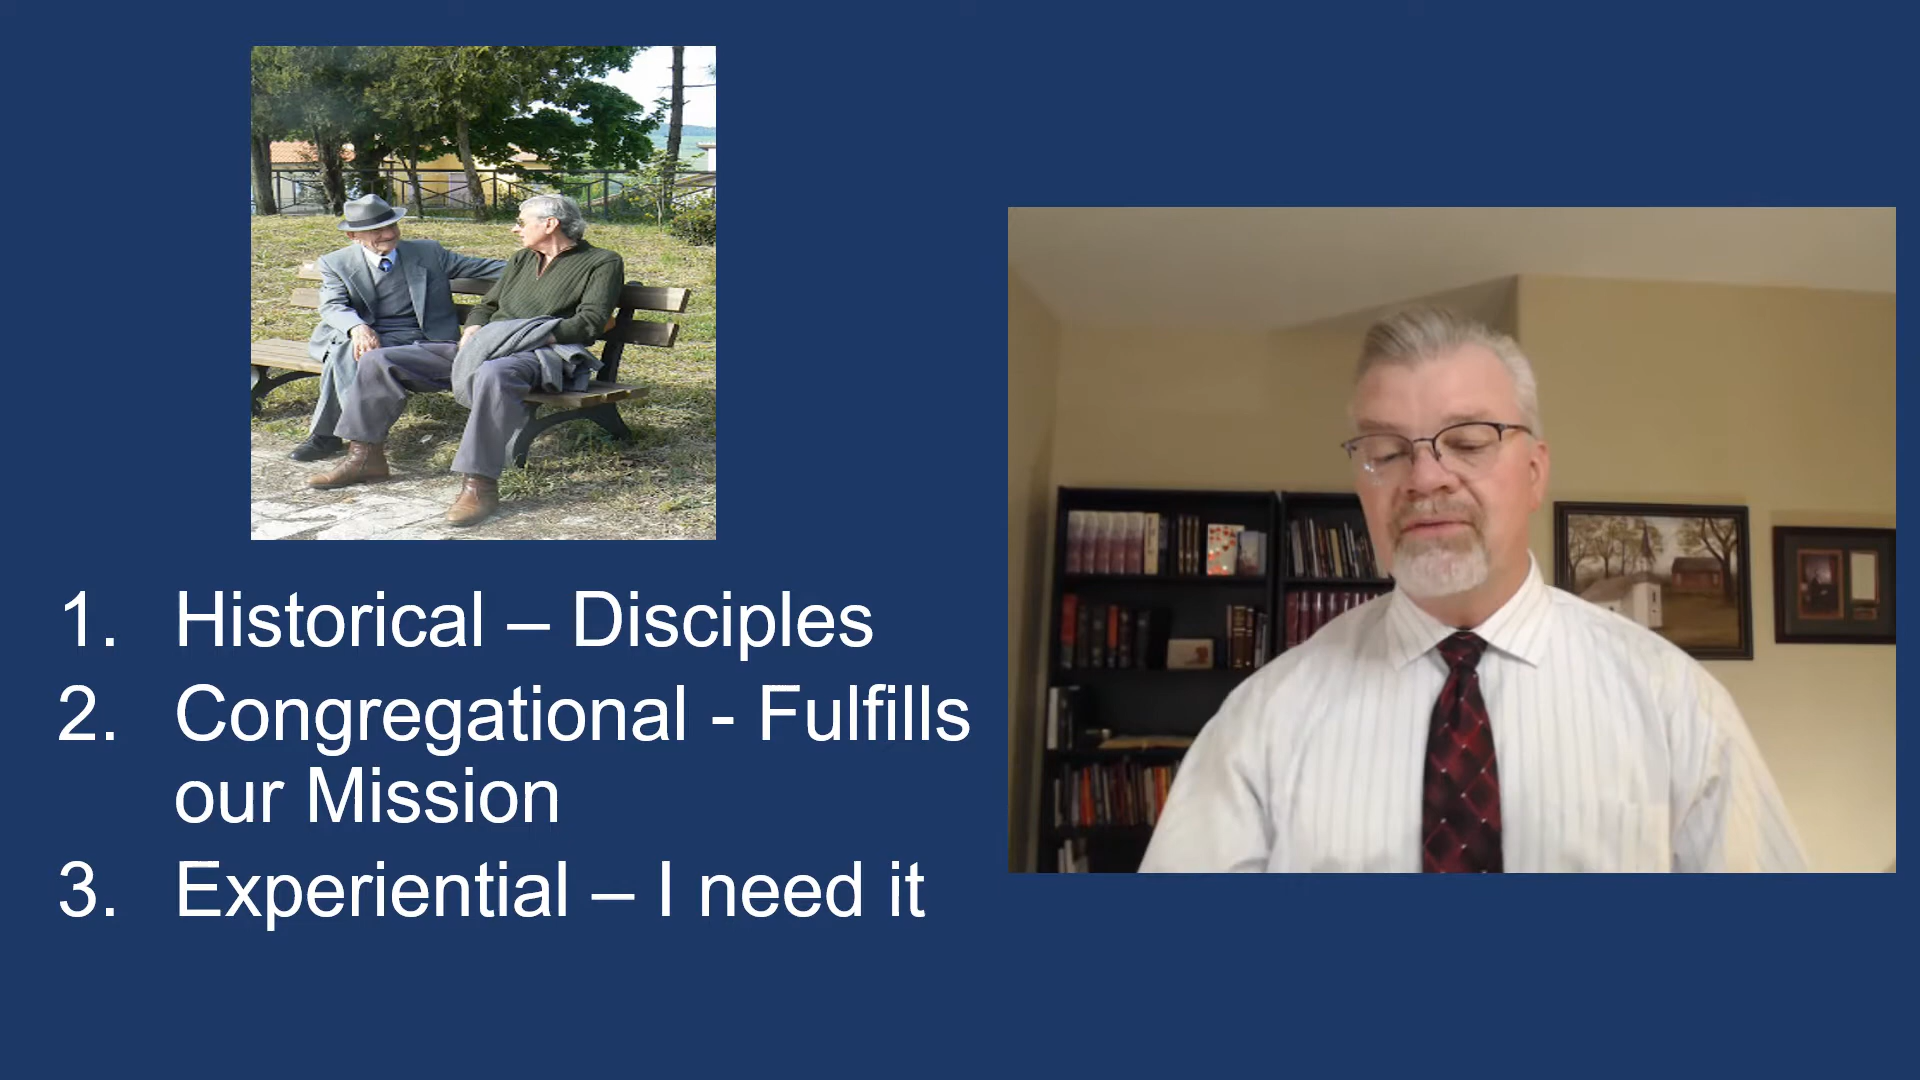 1. Historical – Disciples
2. Congregational - Fulfills
our Mission
3. Experiential – I need it